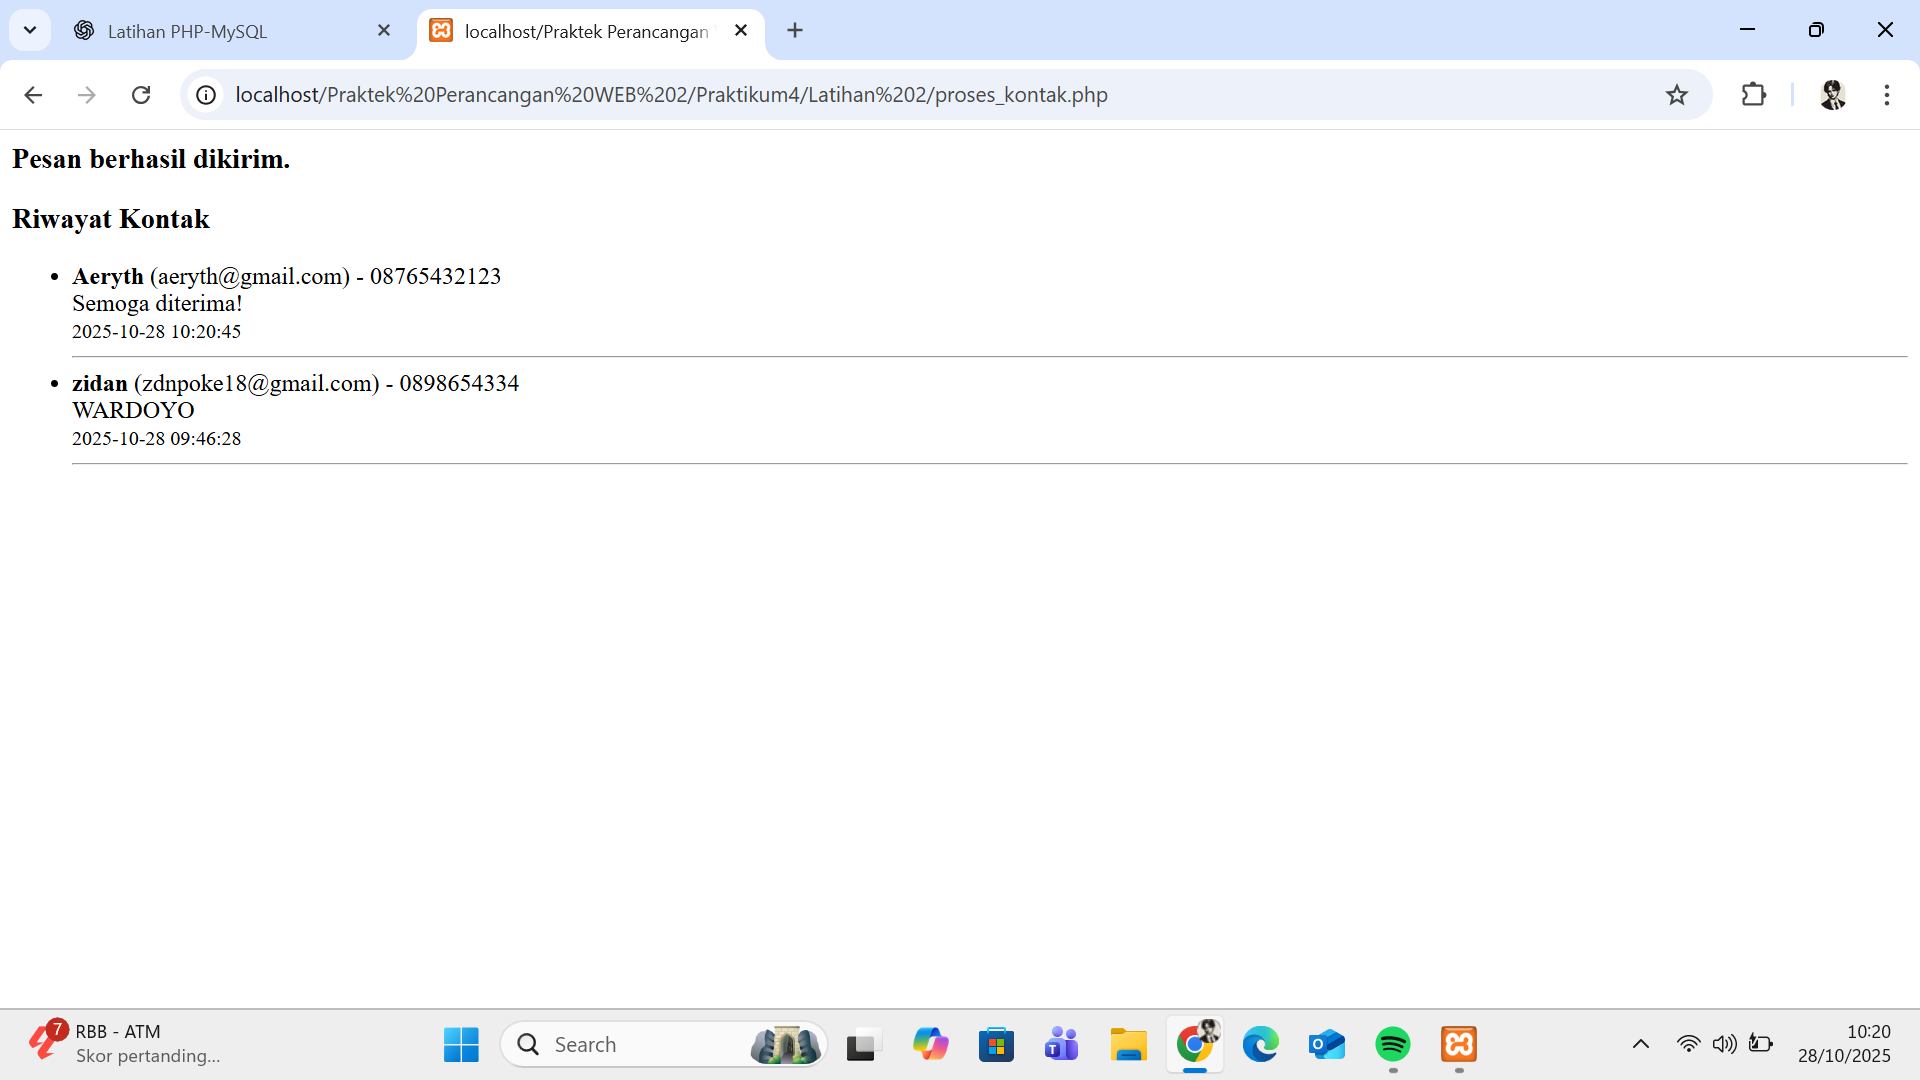 Latihan PHP-MySQL
localhost/Praktek Perancangan
localhost/Praktek%20Perancangan%20WEB%202/Praktikum4/Latihan%202/proses_kontak.php
Pesan berhasil dikirim.
Riwayat Kontak
Aeryth (aeryth@gmail.com) - 08765432123
Semoga diterima!
2025-10-28 10:20:45
zidan (zdnpoke18@gmail.com) - 0898654334
WARDOYO
2025-10-28 09:46:28
7
RBB - ATM
Skor pertanding...
Search
10:20
28/10/2025